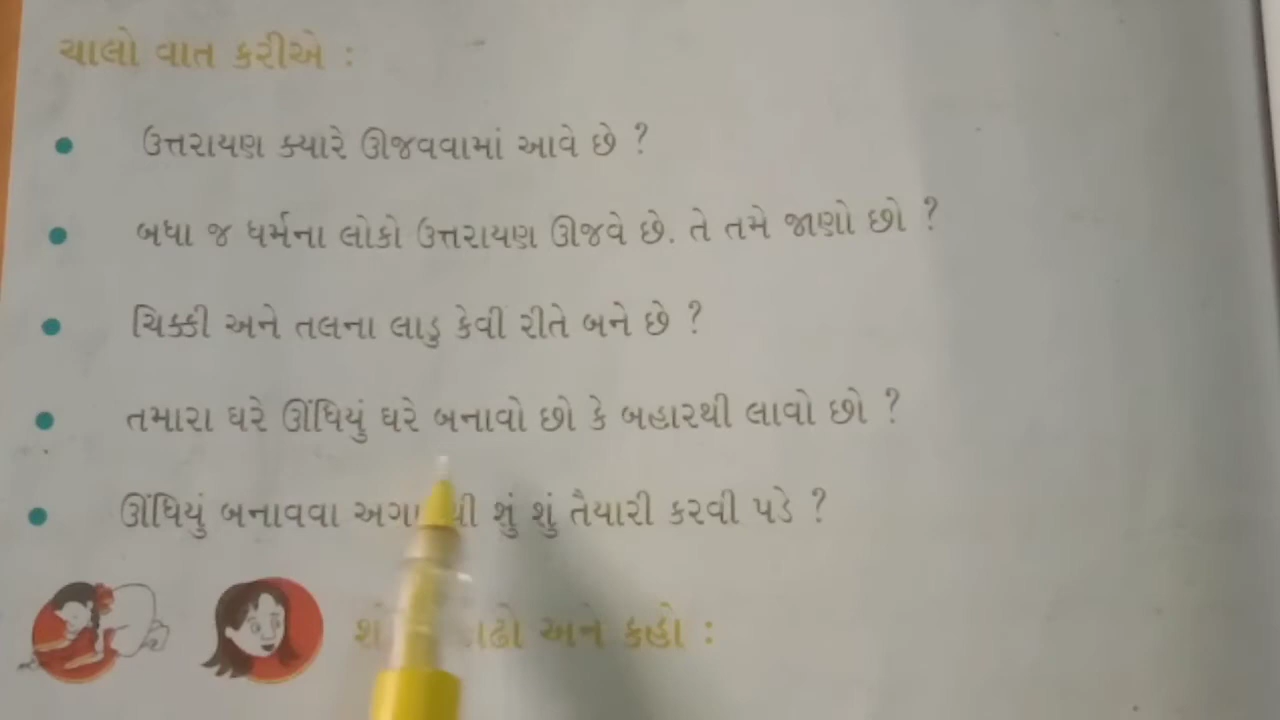 ચાલો વાત કરીએ :
ઉત્તરાયણ ક્યારે ઊજવવામાં આવે છે ?
બધા જ ધર્મના લોકો ઉત્તરાયણ ઊજવે છે. તે તમે જાણો છો ?
ચિક્કી અને તલના લાડુ કેવી રીતે બને છે ?
તમારા ઘરે ઊંધિયું ઘરે બનાવો છો કે બહારથી લાવો છો ?
ઊંધિયું બનાવવા શું શું તૈયારી કરવી પડે ?
અને કહો :